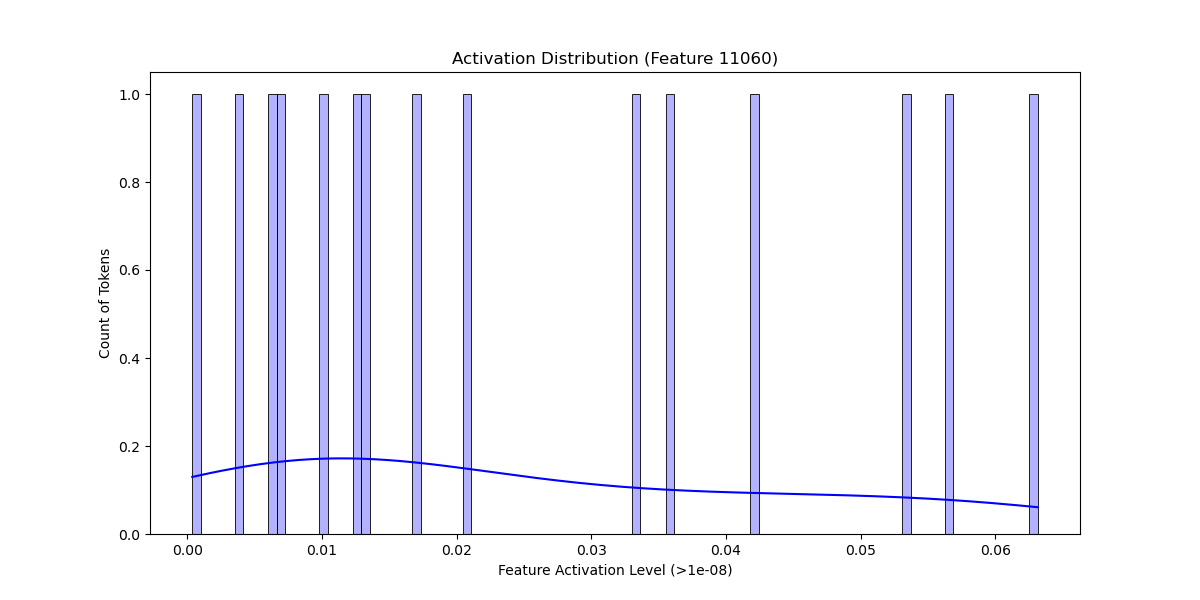 Activation Distribution (Feature 11060)
1.0
0.8
0.6
0.4
0.2
0.0
Count of Tokens
0.00 0.01 0.02 0.03 0.04 0.05 0.06
Feature Activation Level (>1e-08)